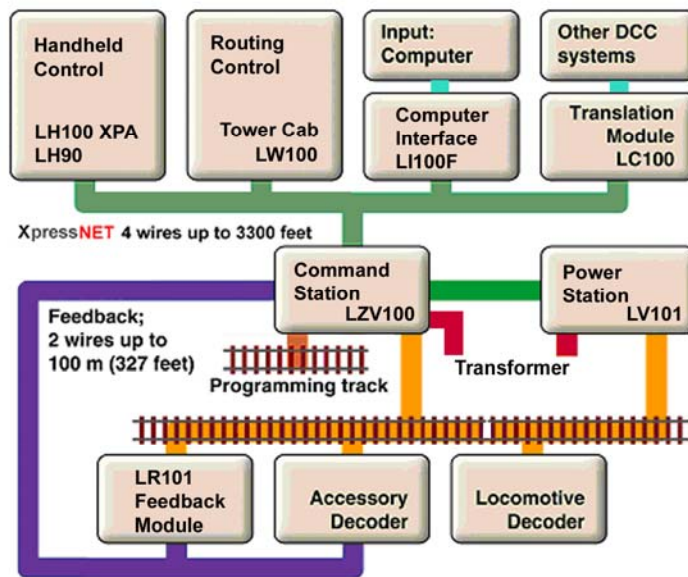 Handheld
Control
LH100 XPA
LH90
Routing
Control
Tower Cab
LW100
Input:
Computer
Computer
Interface
LI100F
Other DCC
systems
Translation
Module
LC100
XpressNET 4 wires up to 3300 feet
Command
Station
LZV100
Power
Station
LV101
Feedback;
2 wires up to
100 m (327 feet)
Transformer
Programming track
LR101
Feedback
Module
Accessory
Decoder
Locomotive
Decoder